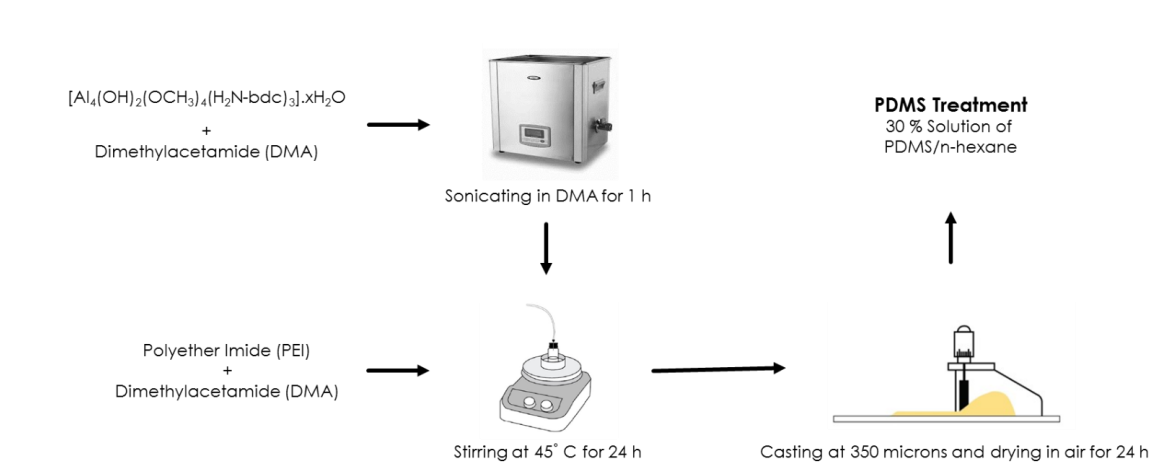 [Al₄(OH)₂(OCH₃)₄(H₂N-bdc)₃].xH₂O
+
Dimethylacetamide (DMA)
Sonicating in DMA for 1 h
PDMS Treatment
30 % Solution of
PDMS/n-hexane
Polyether Imide (PEI)
+
Dimethylacetamide (DMA)
Stirring at 45° C for 24 h
Casting at 350 microns and drying in air for 24 h